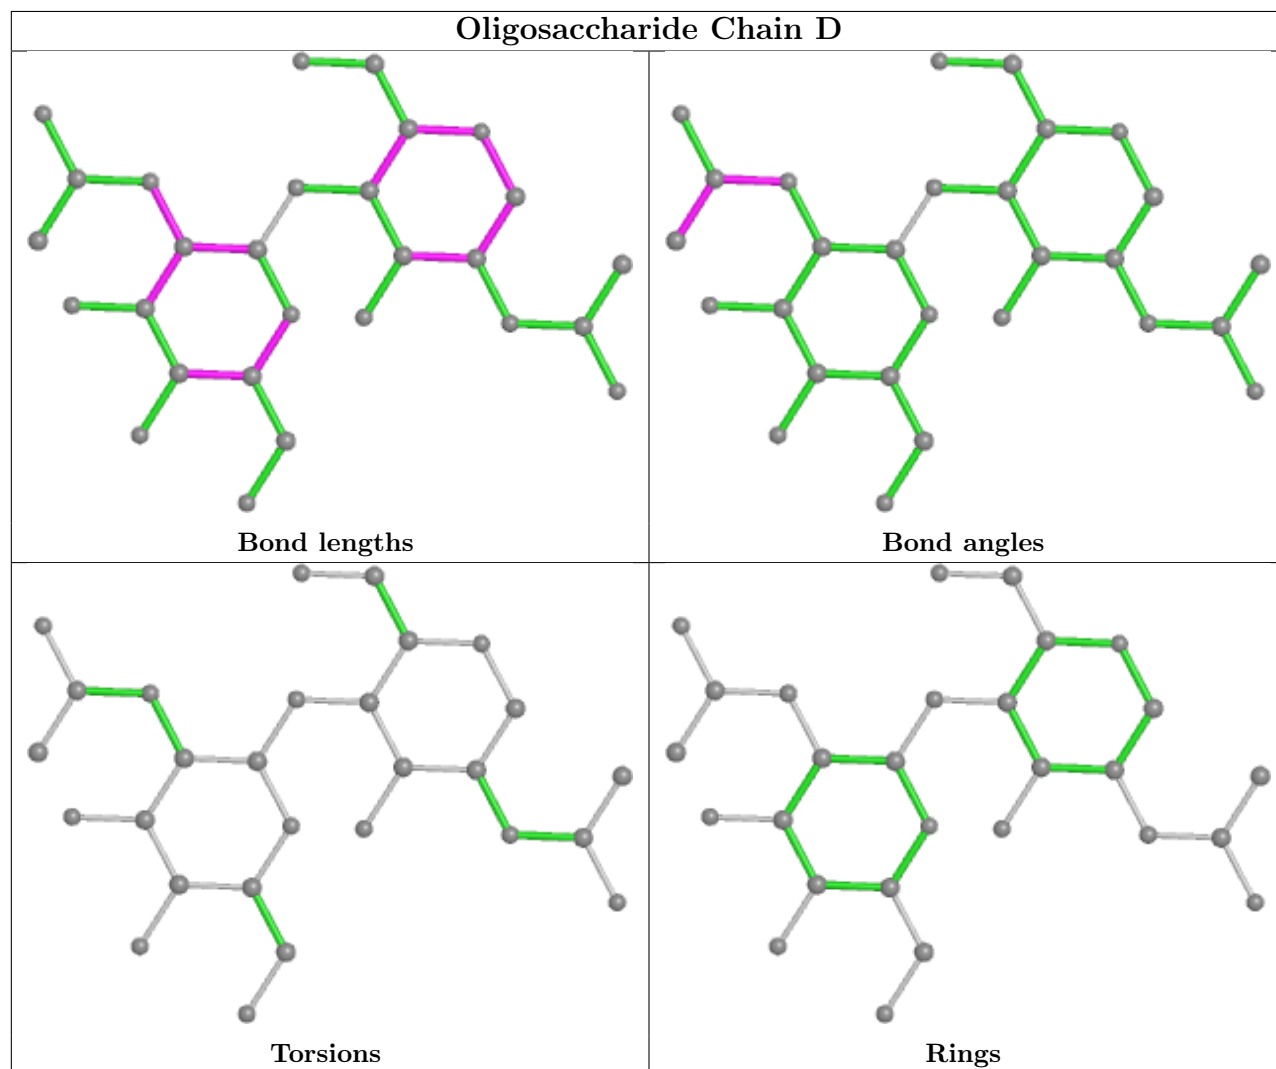 Oligosaccharide Chain D
Bond lengths
Bond angles
Torsions
Rings